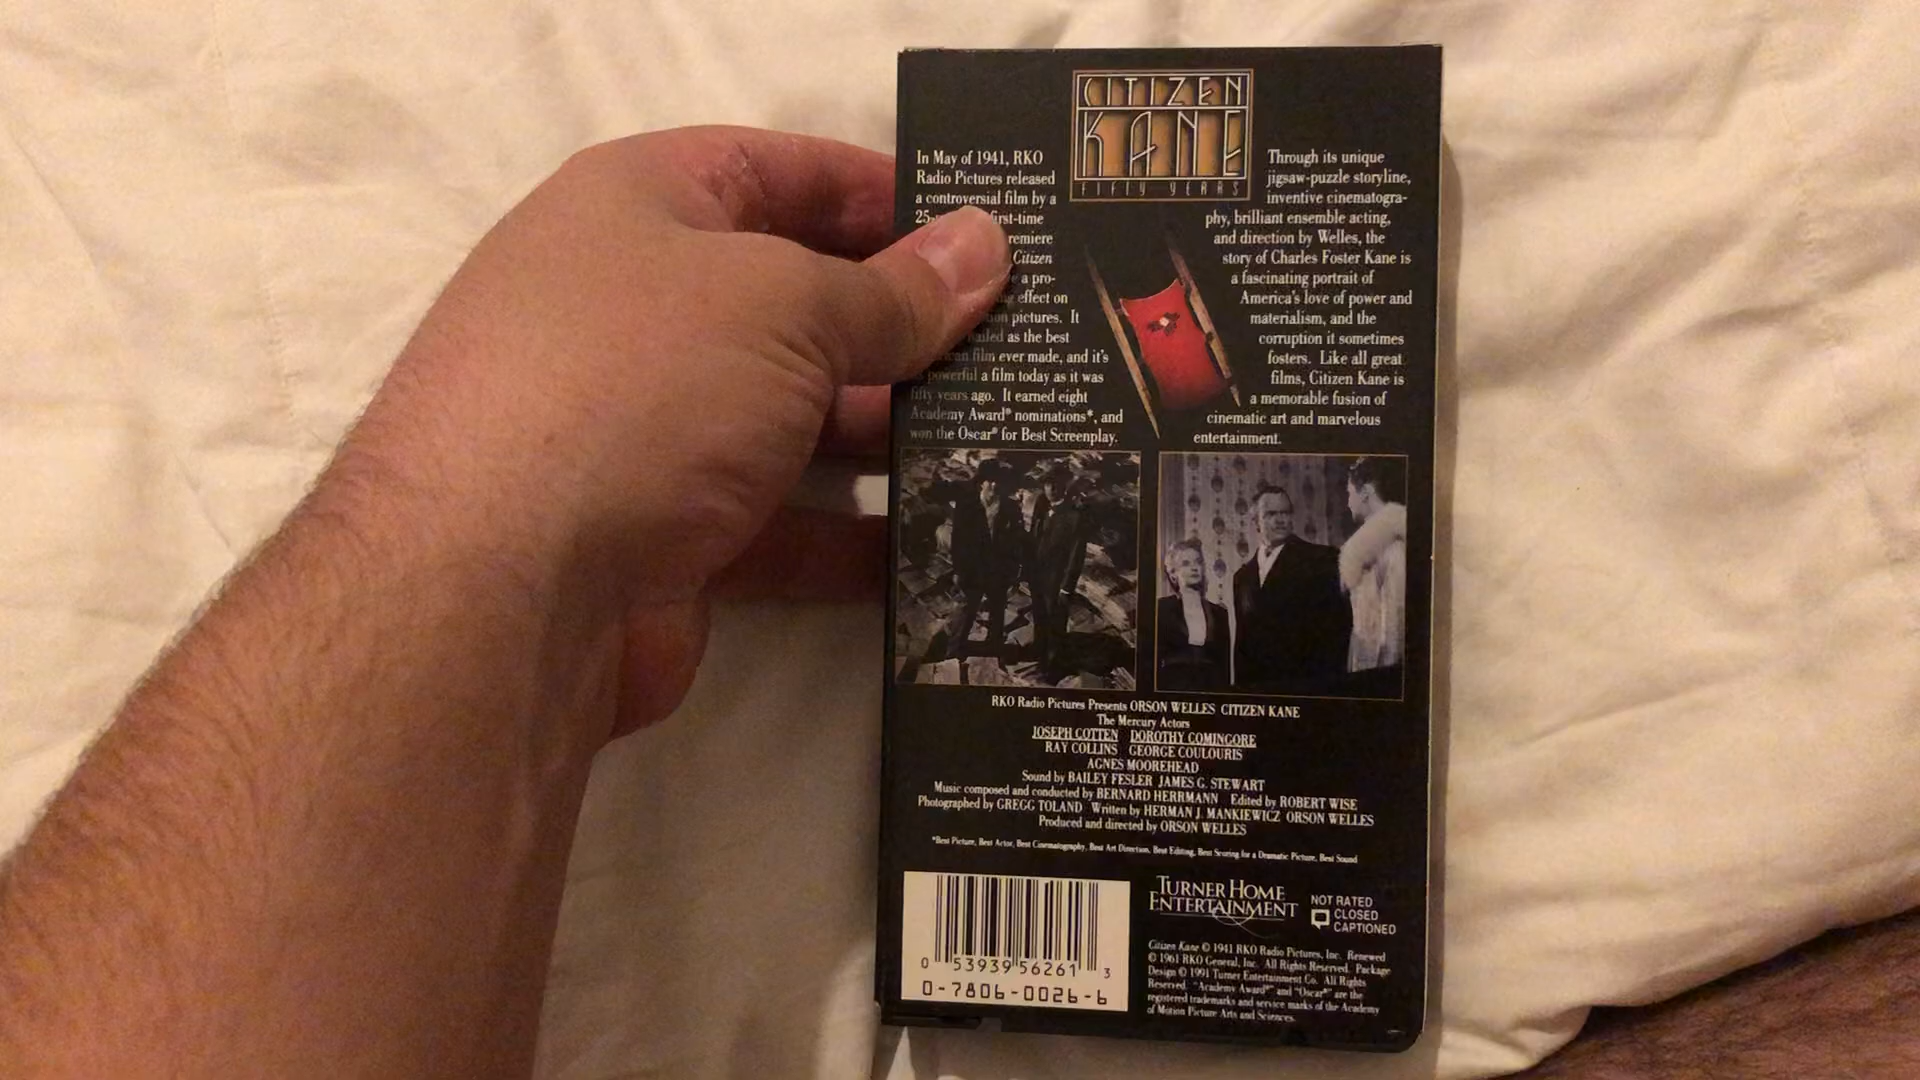 CITIZEN
KANE
FIFTY YEARS
In May of 1941, RKO
Radio Pictures released
a controversial film by a
first-time
Citizen
a pro-
effect on
pictures. It
as the best
film ever made, and it's
powerful a film today as it was
fifty years ago. It earned eight
Academy Award® nominations*, and
won the Oscar® for Best Screenplay.
Through its unique
jigsaw-puzzle storyline,
inventive cinematogra-
phy, brilliant ensemble acting,
and direction by Welles, the
story of Charles Foster Kane is
a fascinating portrait of
America's love of power and
materialism, and the
corruption it sometimes
fosters. Like all great
films, Citizen Kane is
a memorable fusion of
cinematic art and marvelous
entertainment.
RKO Radio Pictures Presents ORSON WELLES CITIZEN KANE
The Mercury Actors
JOSEPH COTTEN DOROTHY COMINGORE
RAY COLLINS GEORGE COULOURIS
AGNES MOOREHEAD
Sound by BAILEY FESLER JAMES G. STEWART
Music composed and conducted by BERNARD HERRMANN Edited by ROBERT WISE
Photographed by GREGG TOLAND Written by HERMAN J. MANKIEWICZ ORSON WELLES
Produced and directed by ORSON WELLES
*Best Picture, Best Actor, Best Cinematography, Best Art Direction, Best Editing, Best Scoring for a Dramatic Picture, Best Sound
0 53939 56261 3
0-7806-0026-6
TURNER HOME
ENTERTAINMENT
NOT RATED
CLOSED
CAPTIONED
Citizen Kane © 1941 RKO Radio Pictures, Inc. Renewed
© 1961 RKO General, Inc. All Rights Reserved. Package
Design © 1991 Turner Entertainment Co. All Rights
Reserved. "Academy Award®" and "Oscar®" are the
registered trademarks and service marks of the Academy
of Motion Picture Arts and Sciences.